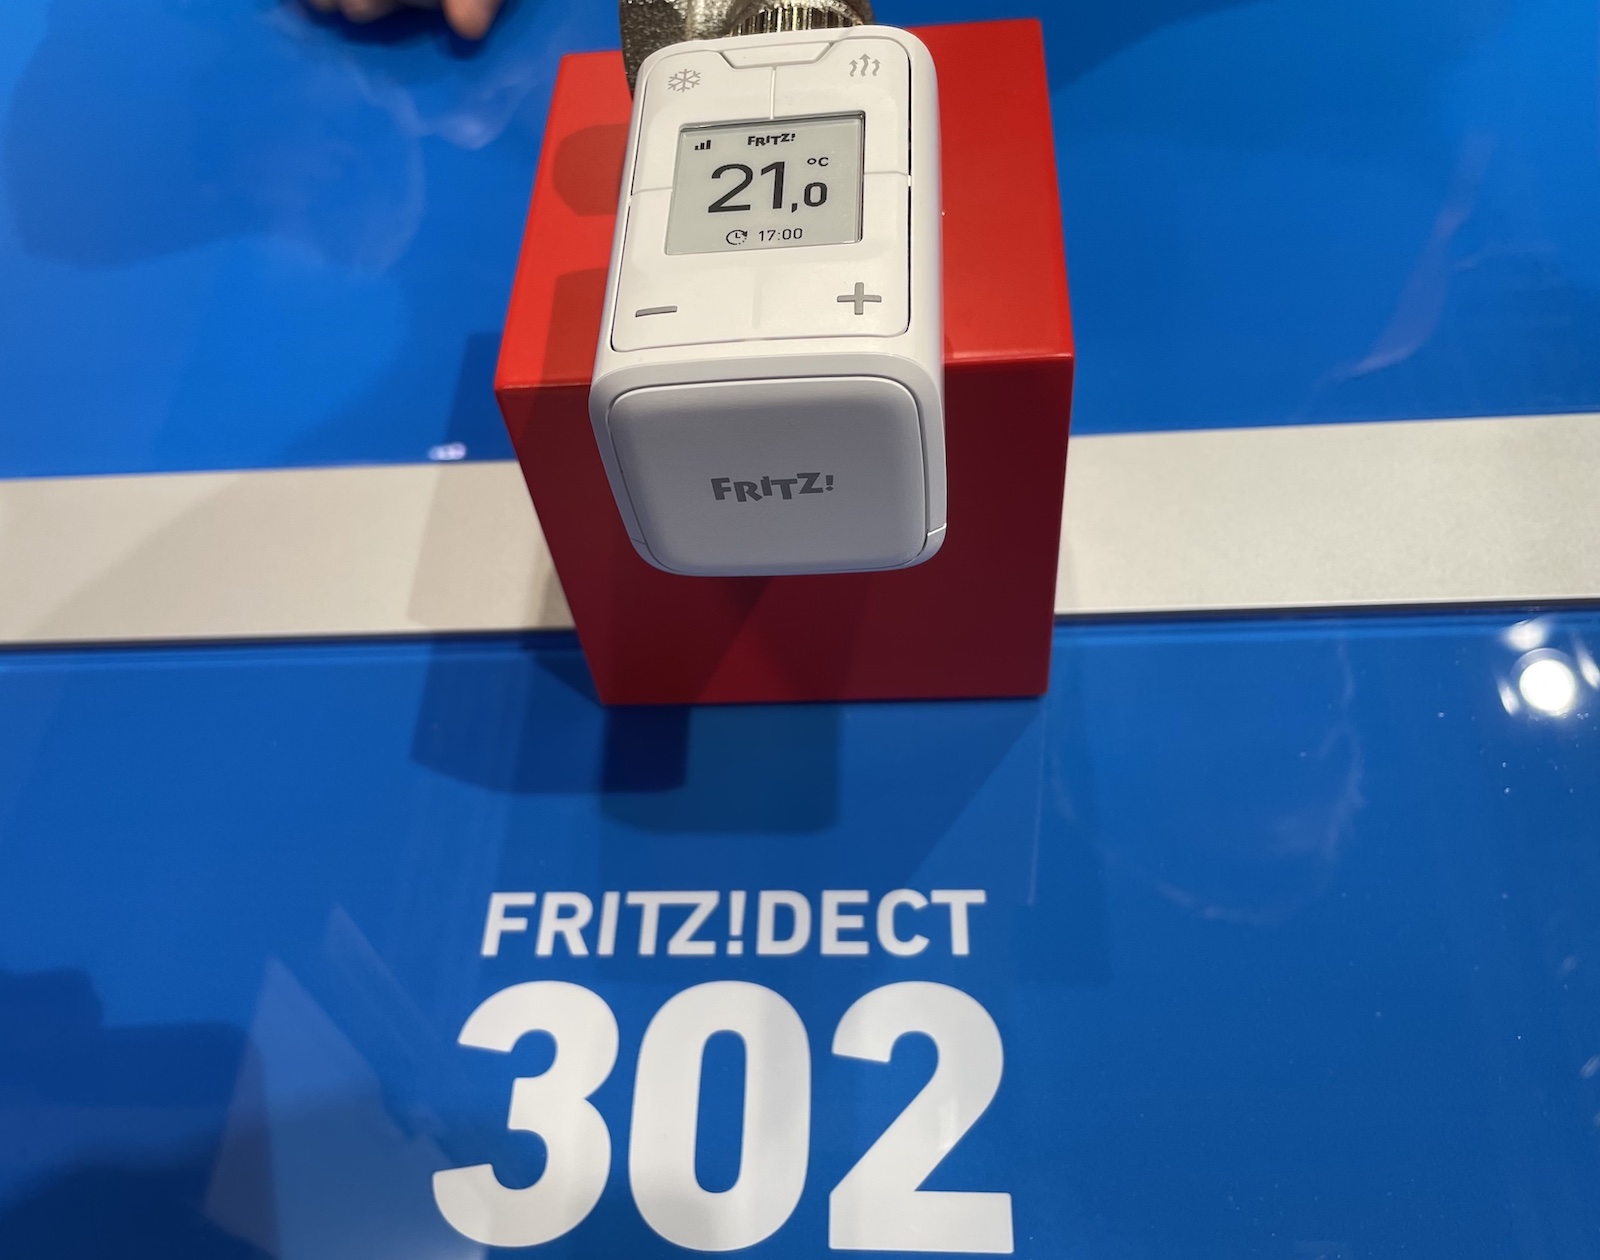 FRITZ!
21,0 °C
17:00
− +
FRITZ!
FRITZ!DECT
302